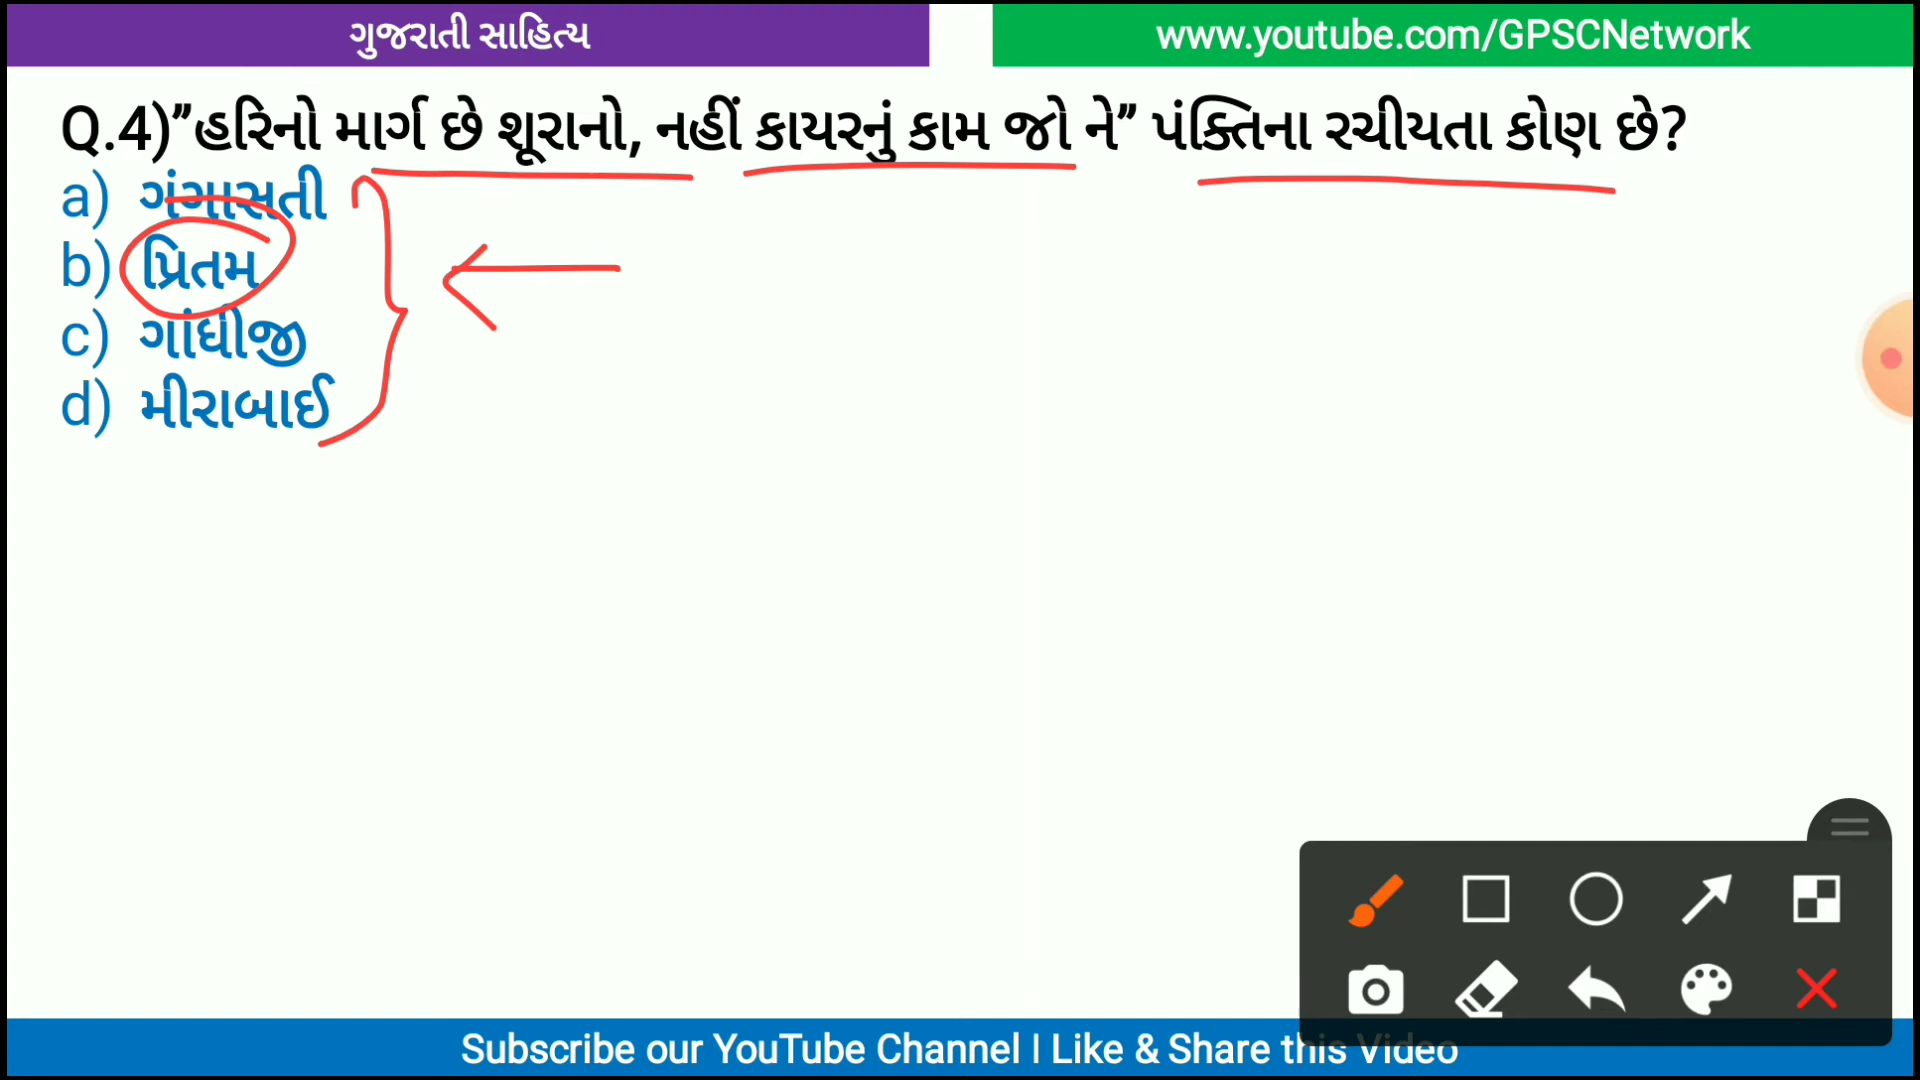 ગુજરાતી સાહિત્ય
www.youtube.com/GPSCNetwork
Q.4)”હરિનો માર્ગ છે શૂરાનો, નહીં કાયરનું કામ જો ને” પંક્તિના રચીયતા કોણ છે?
a) ગંગાસતી
b) પ્રિતમ
c) ગાંધીજી
d) મીરાબાઈ
Subscribe our YouTube Channel I Like & Share this Video